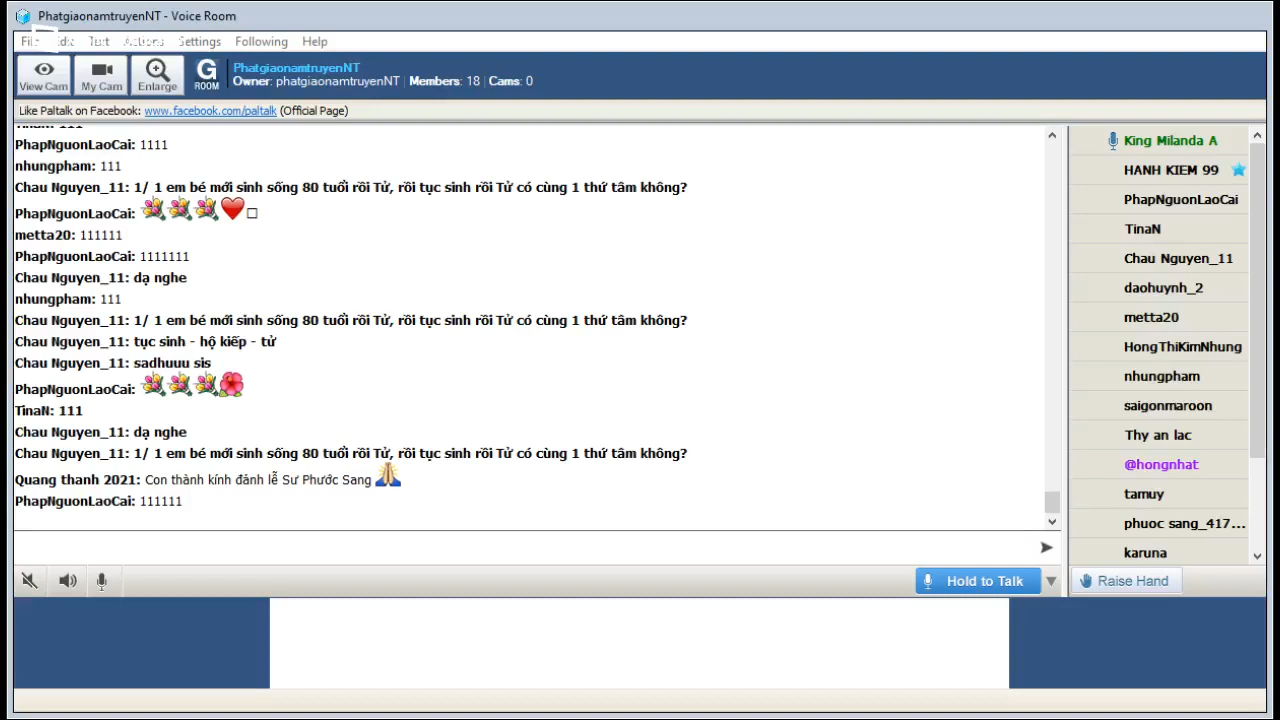 PhatgiaonamtruyenNT - Voice Room
Text Actions Settings Following Help
View Cam My Cam Enlarge G ROOM
PhatgiaonamtruyenNT
Owner: phatgiaonamtruyenNT | Members: 18 | Cams: 0
Like Paltalk on Facebook: www.facebook.com/paltalk (Official Page)
PhapNguonLaoCai: 1111
nhungpham: 111
Chau Nguyen_11: 1/ 1 em bé mới sinh sống 80 tuổi rồi Tử, rồi tục sinh rồi Tử có cùng 1 thứ tâm không?
PhapNguonLaoCai:
metta20: 111111
PhapNguonLaoCai: 1111111
Chau Nguyen_11: dạ nghe
nhungpham: 111
Chau Nguyen_11: 1/ 1 em bé mới sinh sống 80 tuổi rồi Tử, rồi tục sinh rồi Tử có cùng 1 thứ tâm không?
Chau Nguyen_11: tục sinh - hộ kiếp - tử
Chau Nguyen_11: sadhuuu sis
PhapNguonLaoCai:
TinaN: 111
Chau Nguyen_11: dạ nghe
Chau Nguyen_11: 1/ 1 em bé mới sinh sống 80 tuổi rồi Tử, rồi tục sinh rồi Tử có cùng 1 thứ tâm không?
Quang thanh 2021: Con thành kính đảnh lễ Sư Phước Sang
PhapNguonLaoCai: 111111
King Milanda A
HANH KIEM 99
PhapNguonLaoCai
TinaN
Chau Nguyen_11
daohuynh_2
metta20
HongThiKimNhung
nhungpham
saigonmaroon
Thy an lac
@hongnhat
tamuy
phuoc sang_417...
karuna
Hold to Talk
Raise Hand